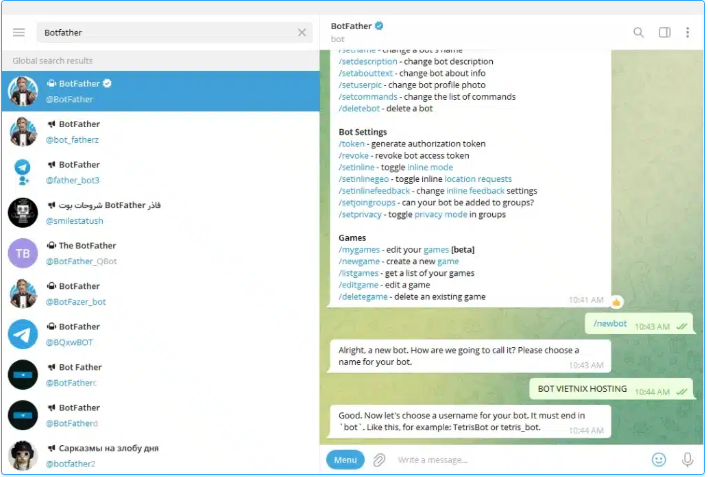 Botfather
Global search results
BotFather
@BotFather
BotFather
@bot_fatherz
BotFather
@father_bot3
شروحات بوت BotFather فاذر
@smilestatush
The BotFather
@BotFather_QBot
TB
BotFather
@BotFazer_bot
BotFather
@BQxwBOT
Bot Father
@BotFatherc
BotFather
@BotFatherd
Сарказмы на злобу дня
@botfather2
BotFather
bot
/setname - change a bot's name
/setdescription - change bot description
/setabouttext - change bot about info
/setuserpic - change bot profile photo
/setcommands - change the list of commands
/deletebot - delete a bot
Bot Settings
/token - generate authorization token
/revoke - revoke bot access token
/setinline - toggle inline mode
/setinlinegeo - toggle inline location requests
/setinlinefeedback - change inline feedback settings
/setjoingroups - can your bot be added to groups?
/setprivacy - toggle privacy mode in groups
Games
/mygames - edit your games [beta]
/newgame - create a new game
/listgames - get a list of your games
/editgame - edit a game
/deletegame - delete an existing game
10:41 AM
/newbot 10:43 AM
Alright, a new bot. How are we going to call it? Please choose a
name for your bot.
10:43 AM
BOT VIETNIX HOSTING 10:44 AM
Good. Now let's choose a username for your bot. It must end in
`bot`. Like this, for example: TetrisBot or tetris_bot.
10:44 AM
Menu
Write a message...